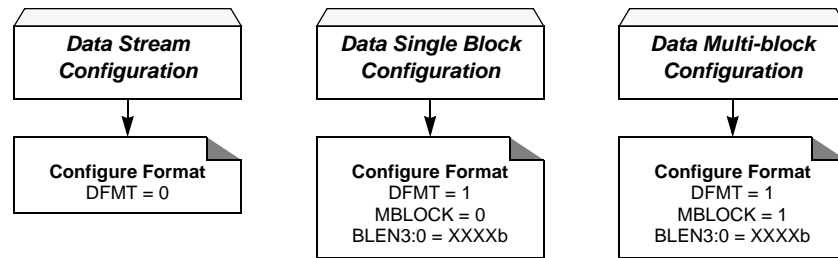 Data Stream
Configuration
Configure Format
DFMT = 0
Data Single Block
Configuration
Configure Format
DFMT = 1
MBLOCK = 0
BLEN3:0 = XXXXb
Data Multi-block
Configuration
Configure Format
DFMT = 1
MBLOCK = 1
BLEN3:0 = XXXXb